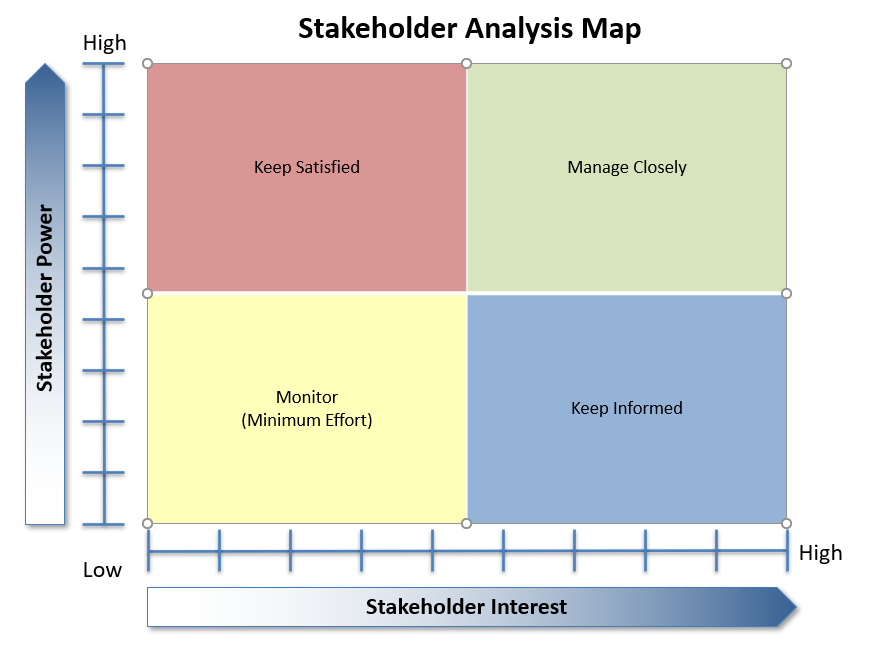 Stakeholder Analysis Map
High
Stakeholder Power
Keep Satisfied
Manage Closely
Monitor
(Minimum Effort)
Keep Informed
Low
High
Stakeholder Interest